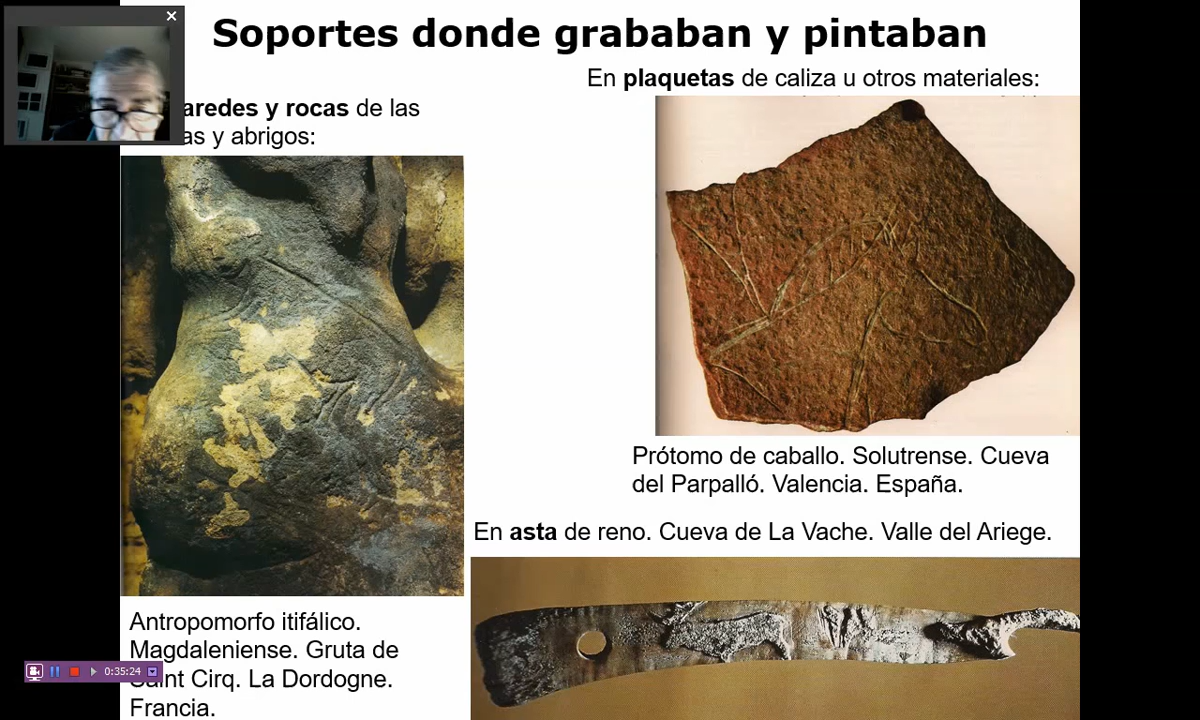 Soportes donde grababan y pintaban
En plaquetas de caliza u otros materiales:
aredes y rocas de las
as y abrigos:
Prótomo de caballo. Solutrense. Cueva
del Parpalló. Valencia. España.
En asta de reno. Cueva de La Vache. Valle del Ariege.
Antropomorfo itifálico.
Magdaleniense. Gruta de
Saint Cirq. La Dordogne.
Francia.
0:35:24